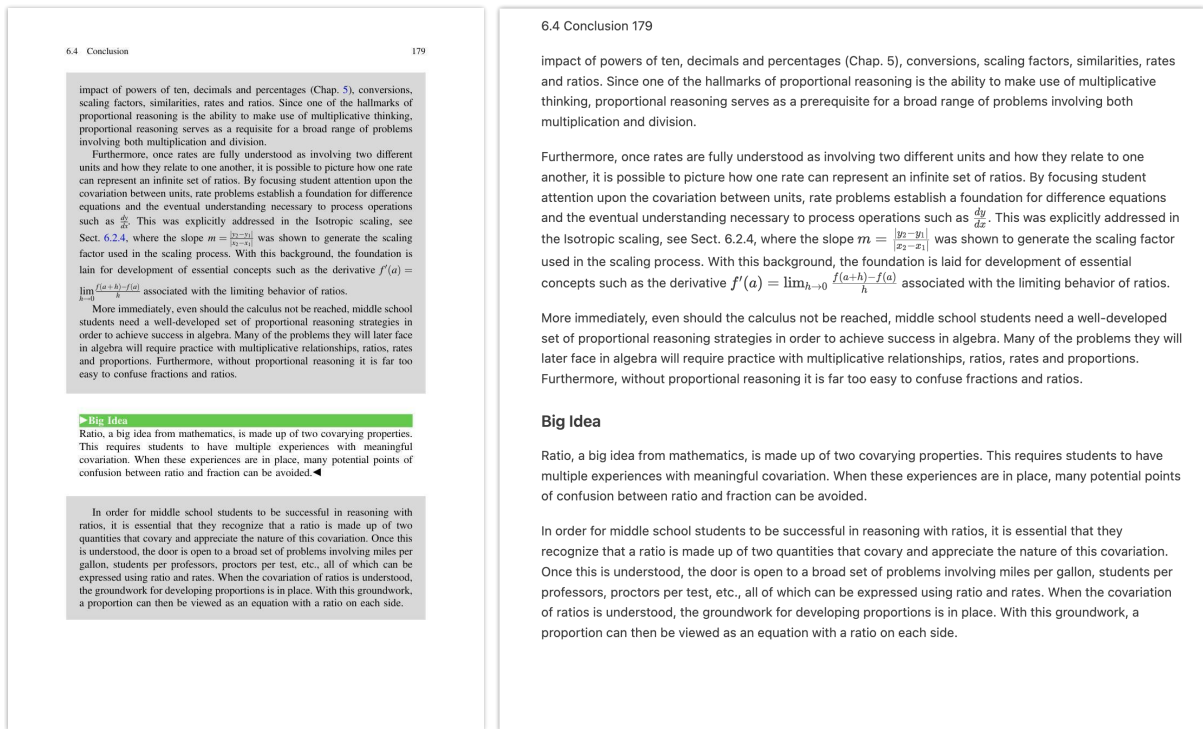 6.4 Conclusion 179
impact of powers of ten, decimals and percentages (Chap. 5), conversions,
scaling factors, similarities, rates and ratios. Since one of the hallmarks of
proportional reasoning is the ability to make use of multiplicative thinking,
proportional reasoning serves as a requisite for a broad range of problems
involving both multiplication and division.
Furthermore, once rates are fully understood as involving two different
units and how they relate to one another, it is possible to picture how one rate
can represent an infinite set of ratios. By focusing student attention upon the
covariation between units, rate problems establish a foundation for difference
equations and the eventual understanding necessary to process operations
such as dy/dx. This was explicitly addressed in the Isotropic scaling, see
Sect. 6.2.4, where the slope m = |y₂−y₁|/|x₂−x₁| was shown to generate the scaling
factor used in the scaling process. With this background, the foundation is
lain for development of essential concepts such as the derivative f′(a) =
lim h→0 f(a+h)−f(a)/h associated with the limiting behavior of ratios.
More immediately, even should the calculus not be reached, middle school
students need a well-developed set of proportional reasoning strategies in
order to achieve success in algebra. Many of the problems they will later face
in algebra will require practice with multiplicative relationships, ratios, rates
and proportions. Furthermore, without proportional reasoning it is far too
easy to confuse fractions and ratios.
▶Big Idea
Ratio, a big idea from mathematics, is made up of two covarying properties.
This requires students to have multiple experiences with meaningful
covariation. When these experiences are in place, many potential points of
confusion between ratio and fraction can be avoided.◀
In order for middle school students to be successful in reasoning with
ratios, it is essential that they recognize that a ratio is made up of two
quantities that covary and appreciate the nature of this covariation. Once this
is understood, the door is open to a broad set of problems involving miles per
gallon, students per professors, proctors per test, etc., all of which can be
expressed using ratio and rates. When the covariation of ratios is understood,
the groundwork for developing proportions is in place. With this groundwork,
a proportion can then be viewed as an equation with a ratio on each side.
6.4 Conclusion 179
impact of powers of ten, decimals and percentages (Chap. 5), conversions, scaling factors, similarities, rates
and ratios. Since one of the hallmarks of proportional reasoning is the ability to make use of multiplicative
thinking, proportional reasoning serves as a prerequisite for a broad range of problems involving both
multiplication and division.
Furthermore, once rates are fully understood as involving two different units and how they relate to one
another, it is possible to picture how one rate can represent an infinite set of ratios. By focusing student
attention upon the covariation between units, rate problems establish a foundation for difference equations
and the eventual understanding necessary to process operations such as dy/dx. This was explicitly addressed in
the Isotropic scaling, see Sect. 6.2.4, where the slope m = |y₂−y₁|/|x₂−x₁| was shown to generate the scaling factor
used in the scaling process. With this background, the foundation is laid for development of essential
concepts such as the derivative f′(a) = lim h→0 f(a+h)−f(a)/h associated with the limiting behavior of ratios.
More immediately, even should the calculus not be reached, middle school students need a well-developed
set of proportional reasoning strategies in order to achieve success in algebra. Many of the problems they will
later face in algebra will require practice with multiplicative relationships, ratios, rates and proportions.
Furthermore, without proportional reasoning it is far too easy to confuse fractions and ratios.
Big Idea
Ratio, a big idea from mathematics, is made up of two covarying properties. This requires students to have
multiple experiences with meaningful covariation. When these experiences are in place, many potential points
of confusion between ratio and fraction can be avoided.
In order for middle school students to be successful in reasoning with ratios, it is essential that they
recognize that a ratio is made up of two quantities that covary and appreciate the nature of this covariation.
Once this is understood, the door is open to a broad set of problems involving miles per gallon, students per
professors, proctors per test, etc., all of which can be expressed using ratio and rates. When the covariation
of ratios is understood, the groundwork for developing proportions is in place. With this groundwork, a
proportion can then be viewed as an equation with a ratio on each side.